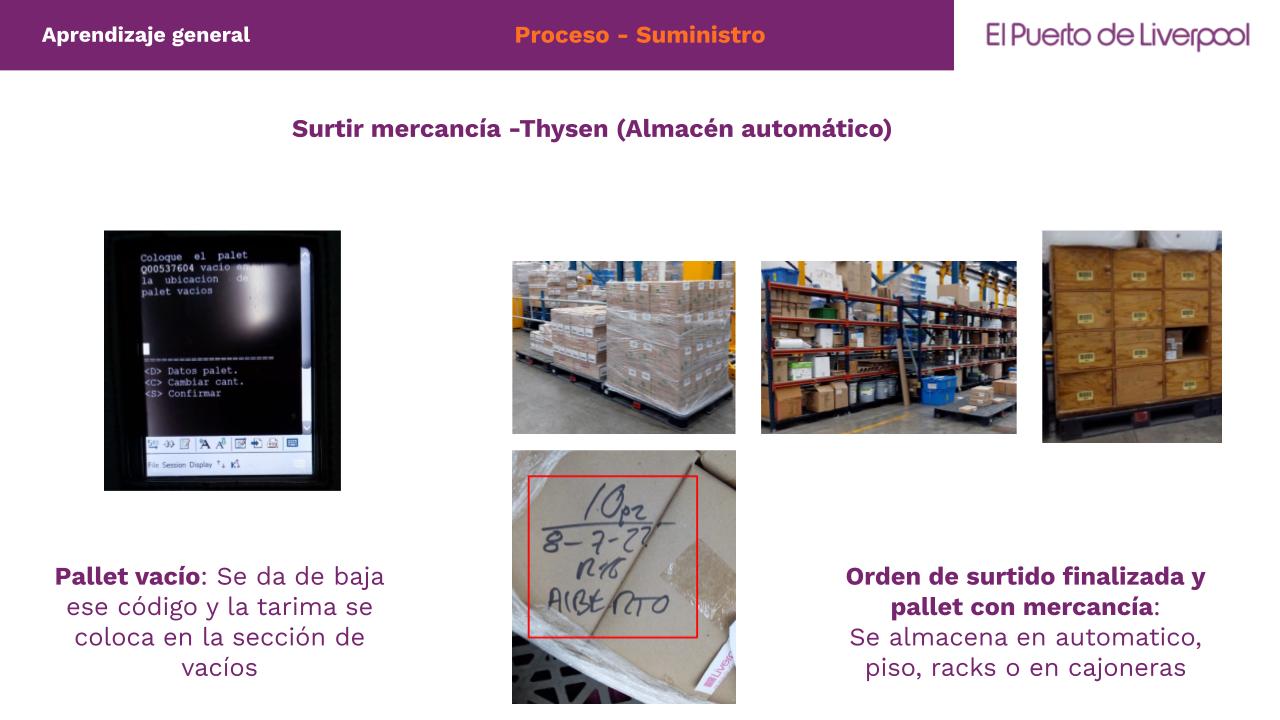 Aprendizaje general
Proceso - Suministro
El Puerto de Liverpool
Surtir mercancía -Thysen (Almacén automático)
Coloque el palet
Q00537604 vacio en
la ubicacion de
palet vacios
======================
<D> Datos palet.
<C> Cambiar cant.
<S> Confirmar
File Session Display
10pz
8-7-22
ALBERTO
Liverpool
Pallet vacío: Se da de baja
ese código y la tarima se
coloca en la sección de
vacíos
Orden de surtido finalizada y
pallet con mercancía:
Se almacena en automatico,
piso, racks o en cajoneras